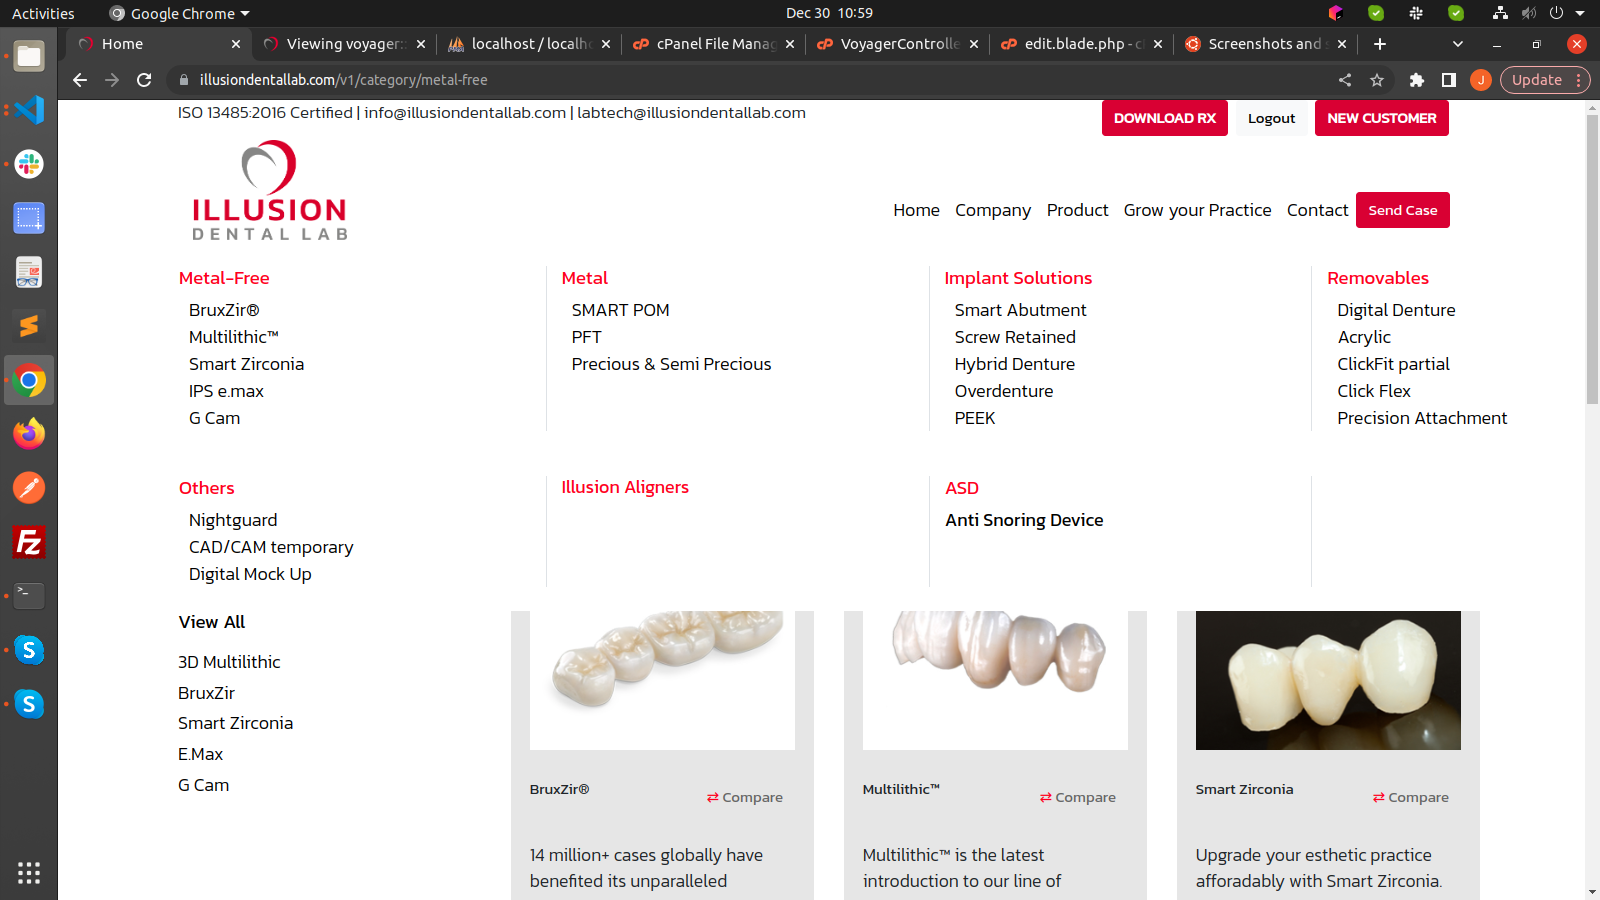 Activities
Google Chrome
Dec 30 10:59
Home
Viewing voyager::
localhost / localh
cPanel File Manag
VoyagerControlle
edit.blade.php - c
Screenshots and s
illusiondentallab.com/v1/category/metal-free
J
Update
ISO 13485:2016 Certified | info@illusiondentallab.com | labtech@illusiondentallab.com
DOWNLOAD RX
Logout
NEW CUSTOMER
ILLUSION
DENTAL LAB
Home
Company
Product
Grow your Practice
Contact
Send Case
Metal-Free
BruxZir®
Multilithic™
Smart Zirconia
IPS e.max
G Cam
Metal
SMART POM
PFT
Precious & Semi Precious
Implant Solutions
Smart Abutment
Screw Retained
Hybrid Denture
Overdenture
PEEK
Removables
Digital Denture
Acrylic
ClickFit partial
Click Flex
Precision Attachment
Others
Nightguard
CAD/CAM temporary
Digital Mock Up
Illusion Aligners
ASD
Anti Snoring Device
View All
3D Multilithic
BruxZir
Smart Zirconia
E.Max
G Cam
BruxZir®
Compare
14 million+ cases globally have
benefited its unparalleled
Multilithic™
Compare
Multilithic™ is the latest
introduction to our line of
Smart Zirconia
Compare
Upgrade your esthetic practice
afforadably with Smart Zirconia.